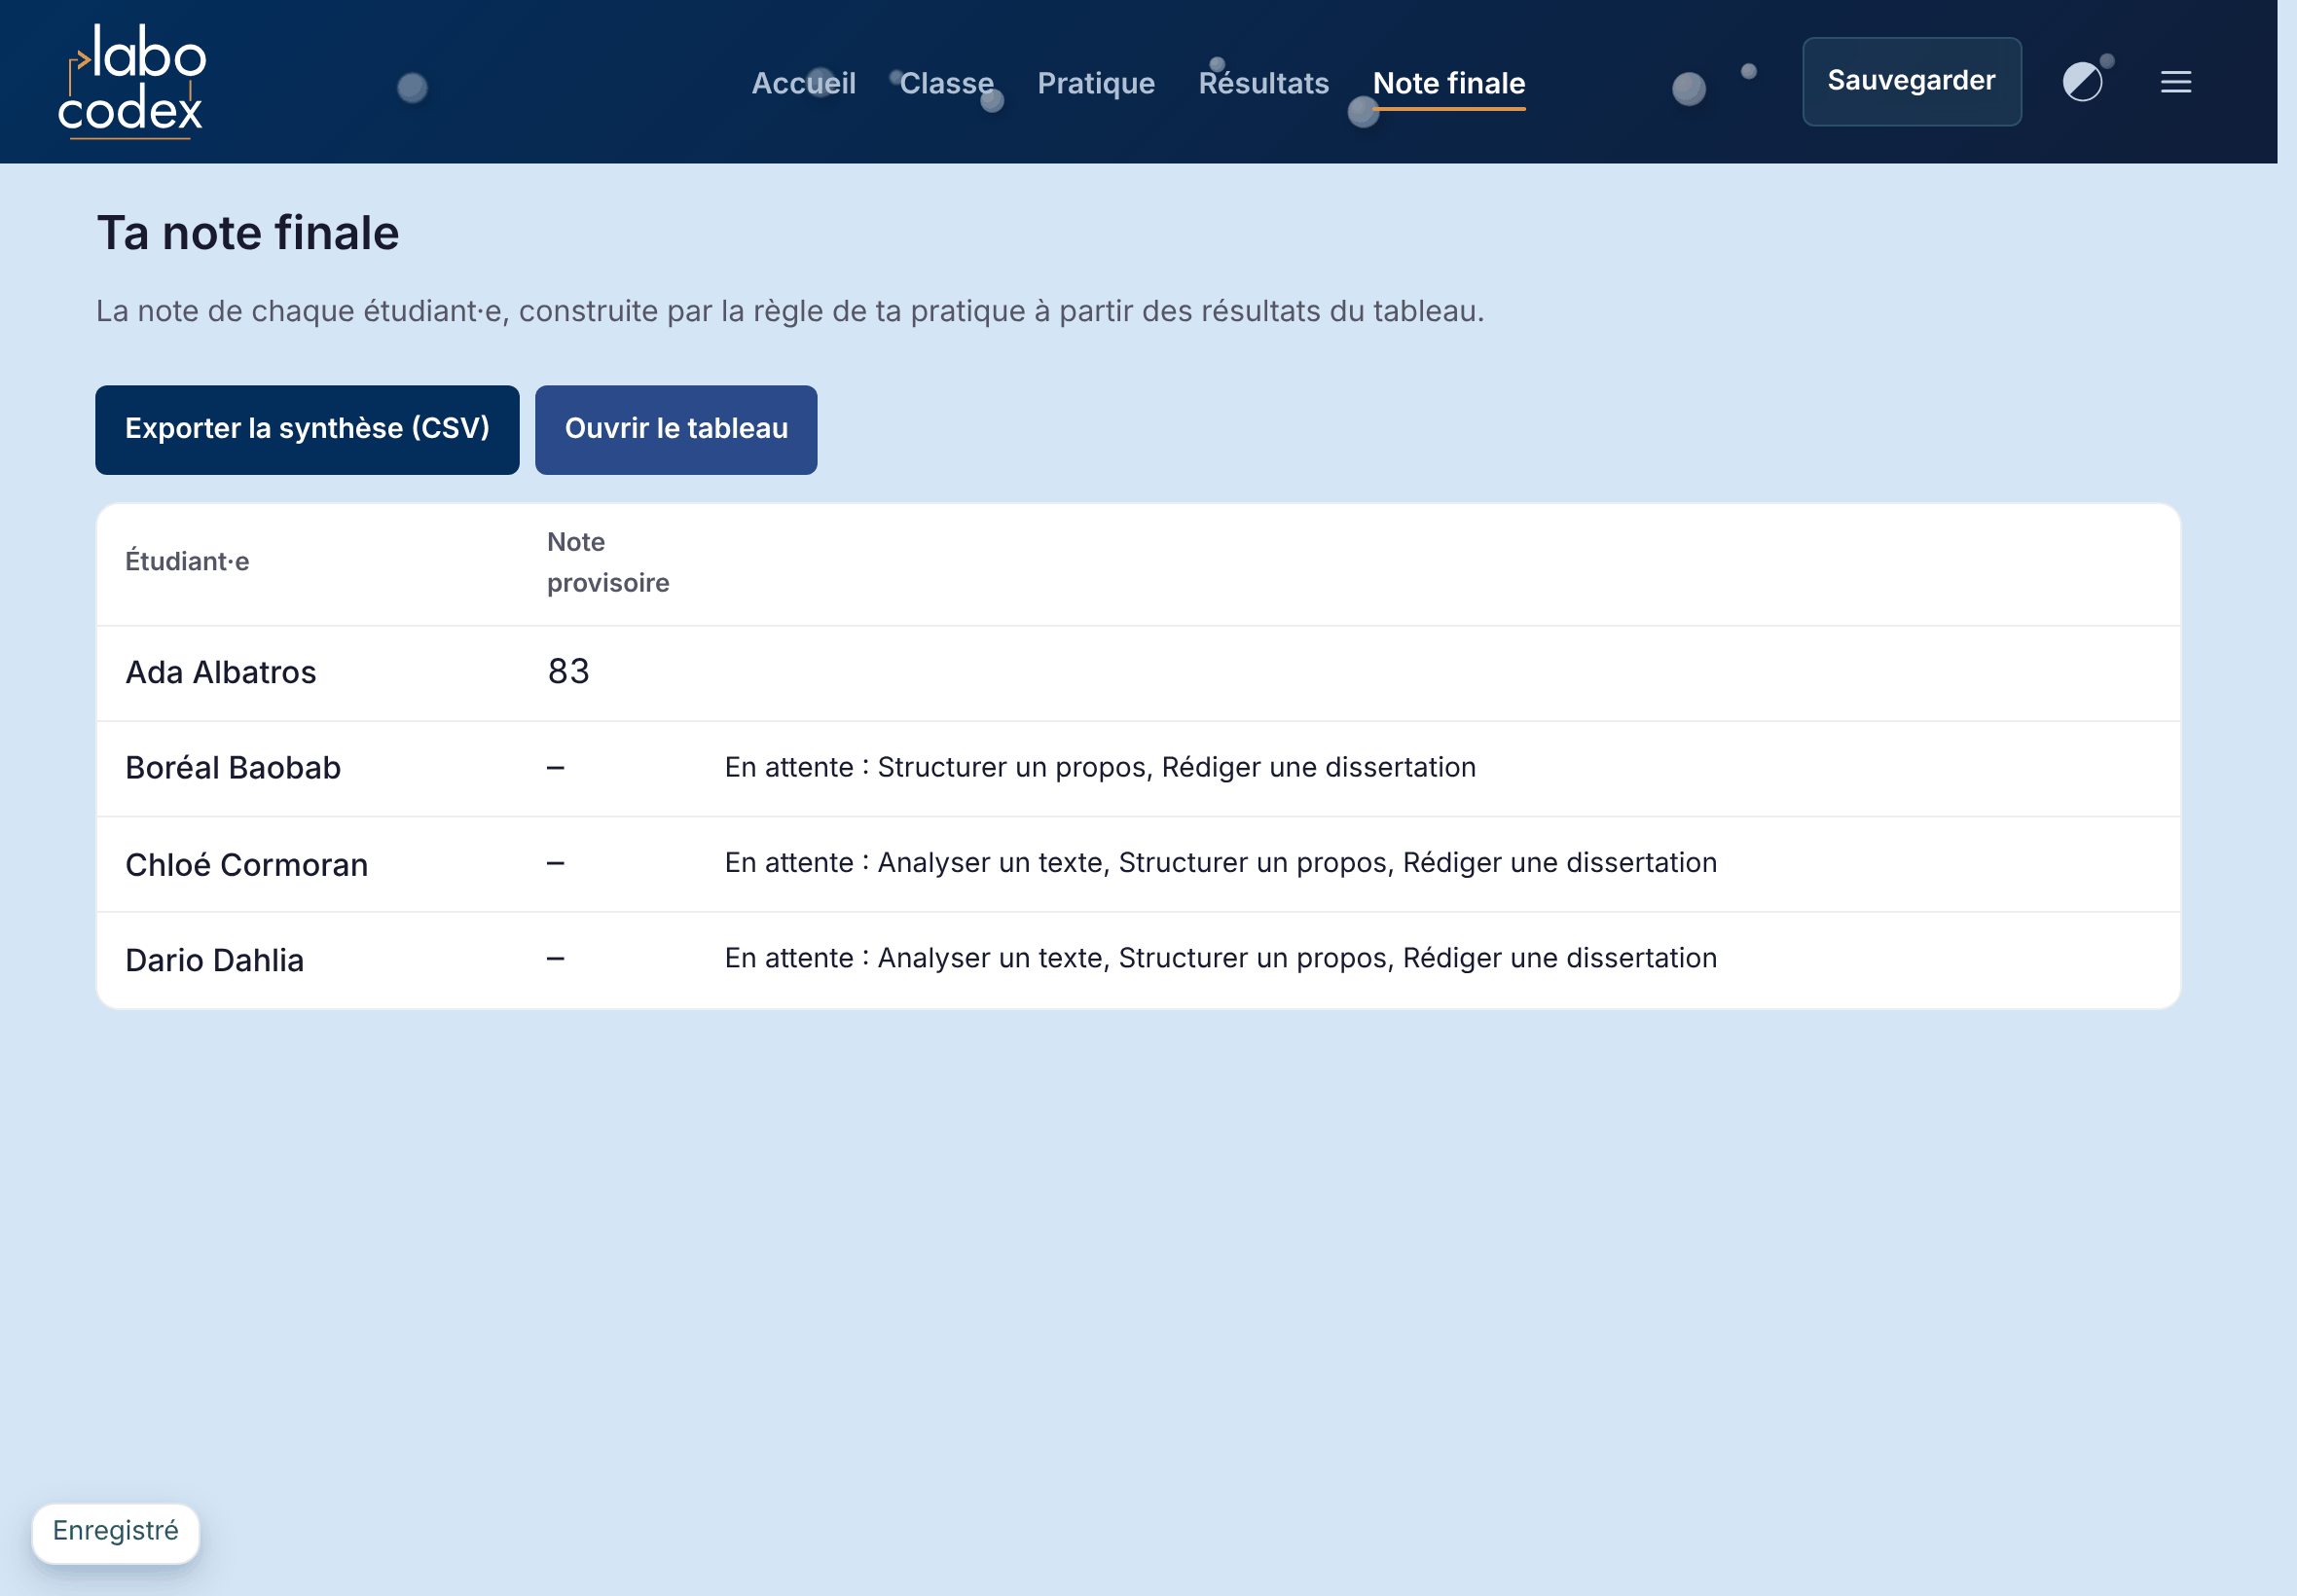 labo
codex
Accueil
Classe
Pratique
Résultats
Note finale
Sauvegarder
Ta note finale
La note de chaque étudiant·e, construite par la règle de ta pratique à partir des résultats du tableau.
Exporter la synthèse (CSV)
Ouvrir le tableau
Étudiant·e
Note
provisoire
Ada Albatros
83
Boréal Baobab
–
En attente : Structurer un propos, Rédiger une dissertation
Chloé Cormoran
–
En attente : Analyser un texte, Structurer un propos, Rédiger une dissertation
Dario Dahlia
–
En attente : Analyser un texte, Structurer un propos, Rédiger une dissertation
Enregistré